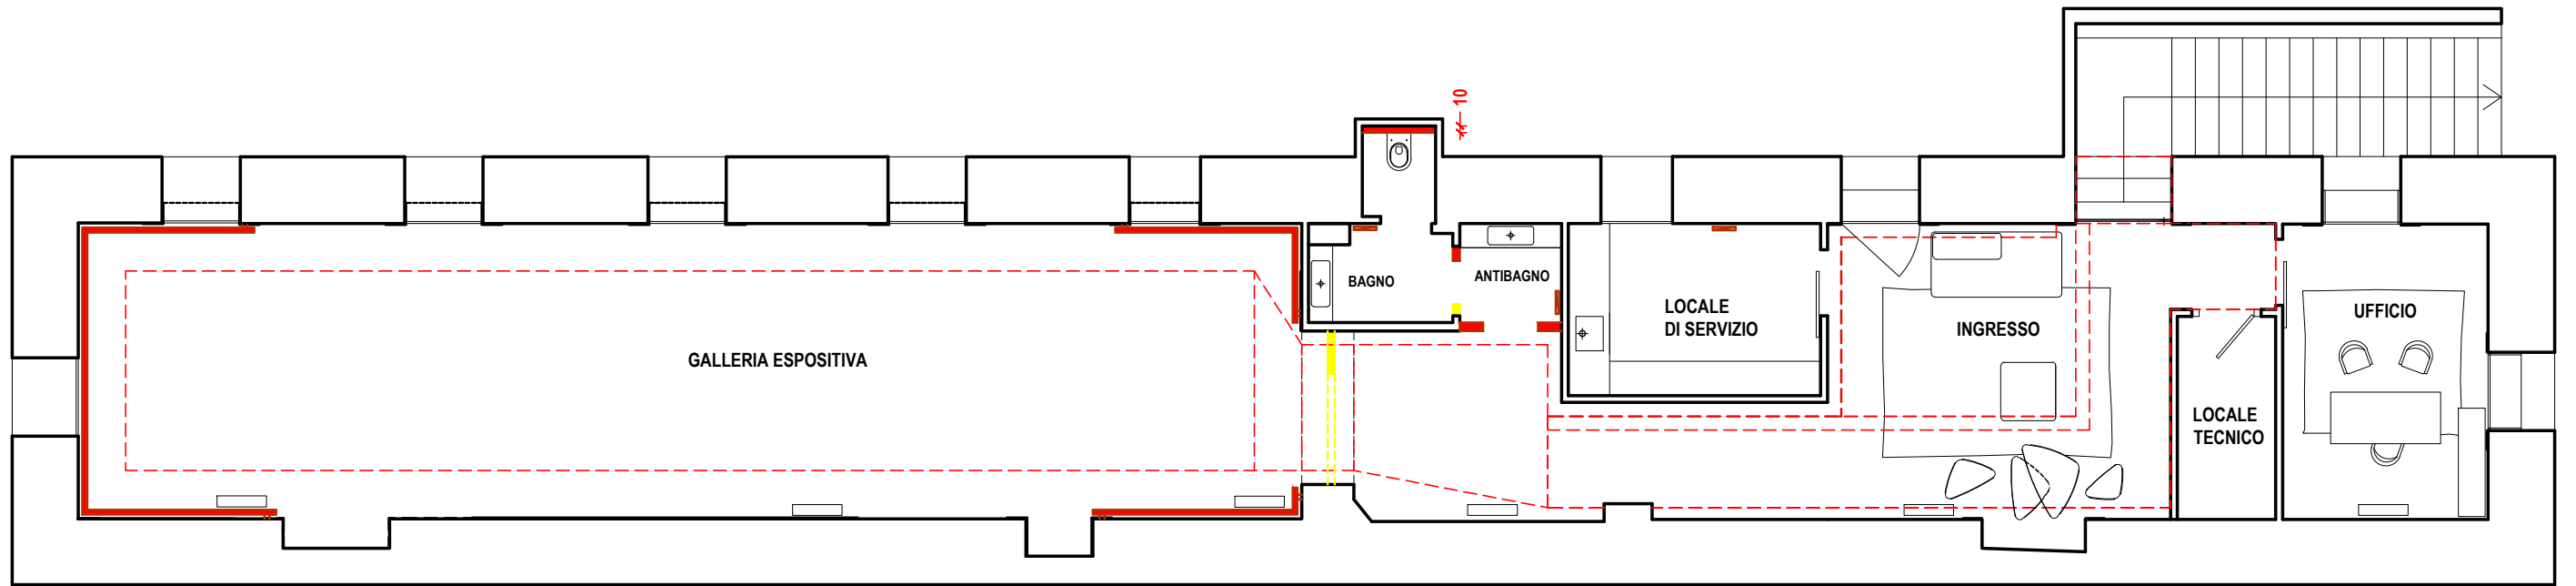 10
BAGNO
ANTIBAGNO
LOCALE
DI SERVIZIO
INGRESSO
UFFICIO
GALLERIA ESPOSITIVA
LOCALE
TECNICO